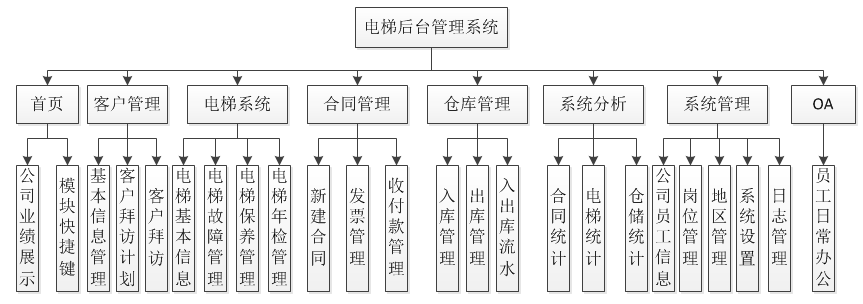 电梯后台管理系统
首页
客户管理
电梯系统
合同管理
仓库管理
系统分析
系统管理
OA
公司业绩展示
模块快捷键
基本信息管理
客户拜访计划
客户拜访
电梯基本信息
电梯故障管理
电梯保养管理
电梯年检管理
新建合同
发票管理
收付款管理
入库管理
出库管理
入出库流水
合同统计
电梯统计
仓储统计
公司员工信息
岗位管理
地区管理
系统设置
日志管理
员工日常办公